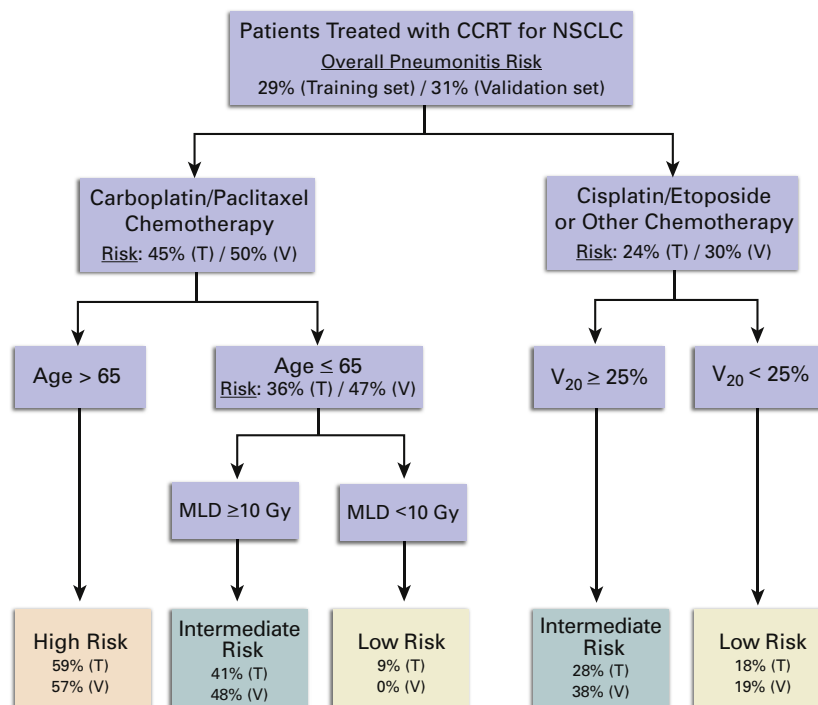 Patients Treated with CCRT for NSCLC
Overall Pneumonitis Risk
29% (Training set) / 31% (Validation set)
Carboplatin/Paclitaxel
Chemotherapy
Risk: 45% (T) / 50% (V)
Cisplatin/Etoposide
or Other Chemotherapy
Risk: 24% (T) / 30% (V)
Age > 65
Age ≤ 65
Risk: 36% (T) / 47% (V)
V20 ≥ 25%
V20 < 25%
MLD ≥10 Gy
MLD <10 Gy
High Risk
59% (T)
57% (V)
Intermediate
Risk
41% (T)
48% (V)
Low Risk
9% (T)
0% (V)
Intermediate
Risk
28% (T)
38% (V)
Low Risk
18% (T)
19% (V)